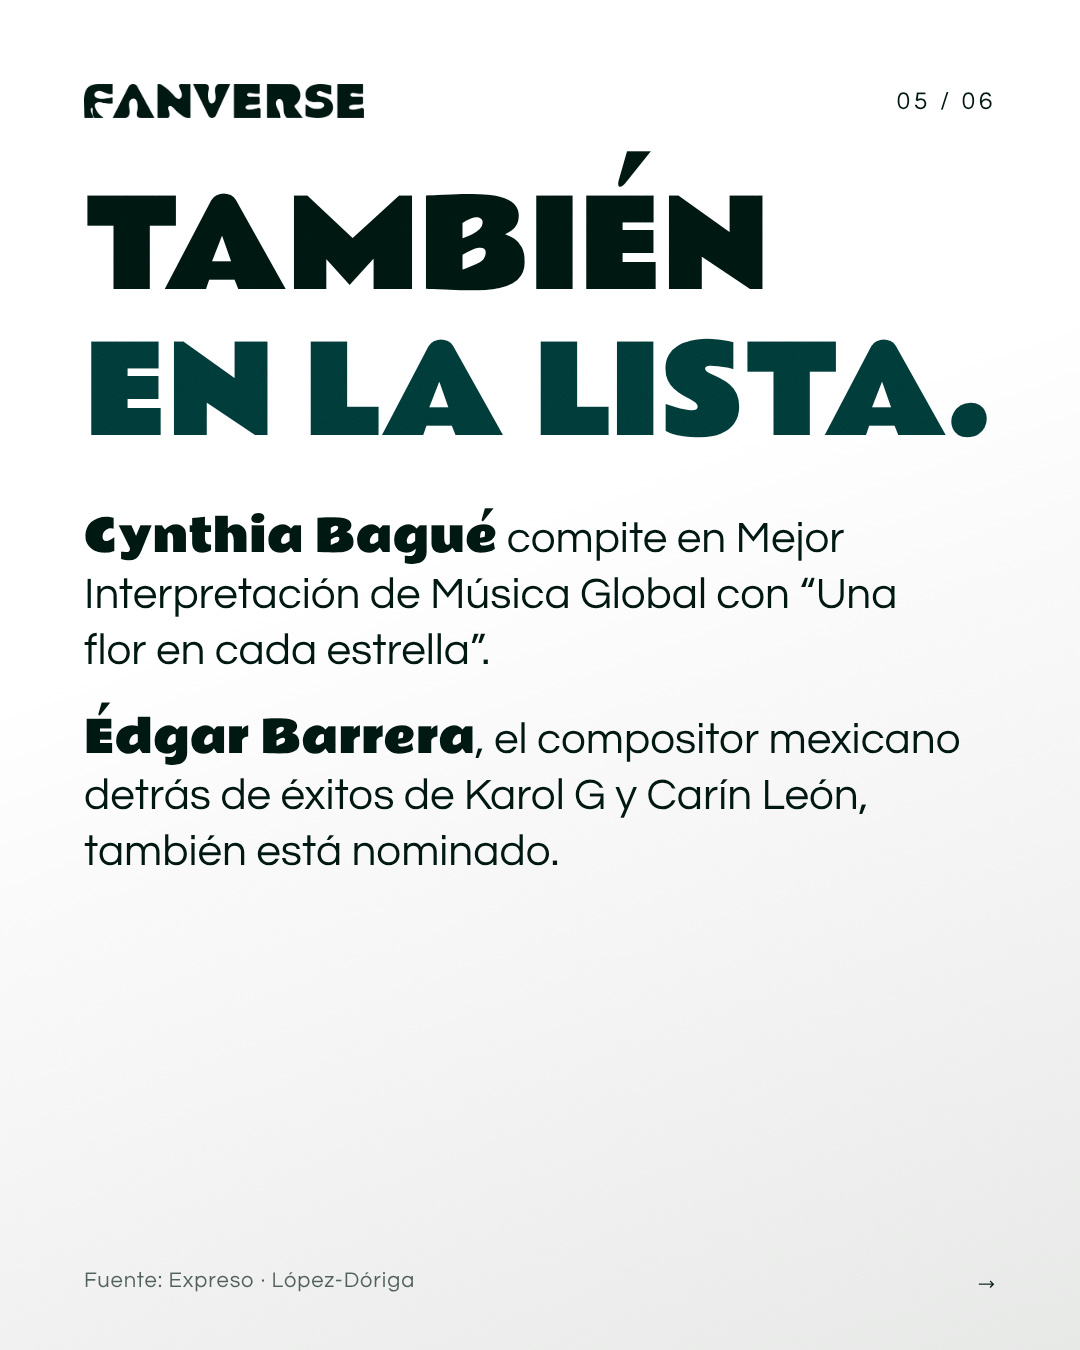 FANVERSE
05 / 06
TAMBIÉN
EN LA LISTA.
Cynthia Bagué compite en Mejor
Interpretación de Música Global con “Una
flor en cada estrella”.
Édgar Barrera, el compositor mexicano
detrás de éxitos de Karol G y Carín León,
también está nominado.
Fuente: Expreso · López-Dóriga
→